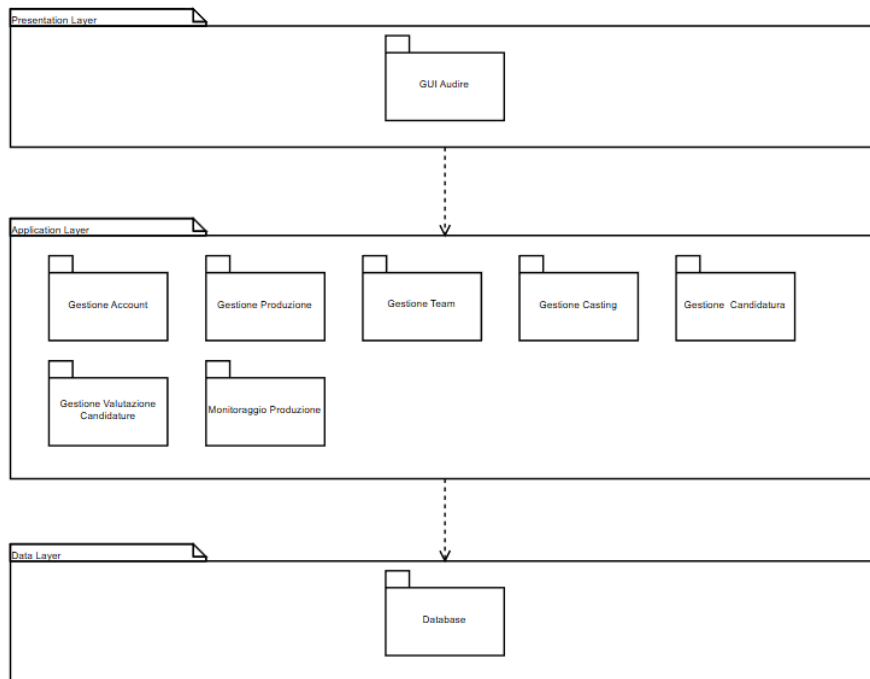 Presentation Layer
GUI Audire
Application Layer
Gestione Account
Gestione Produzione
Gestione Team
Gestione Casting
Gestione Candidatura
Gestione Valutazione
Candidature
Monitoraggio Produzione
Data Layer
Database